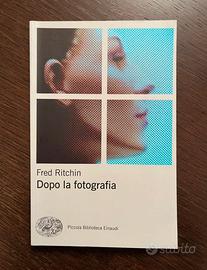 Fred Ritchin
Dopo la fotografia
Piccola Biblioteca Einaudi
subito